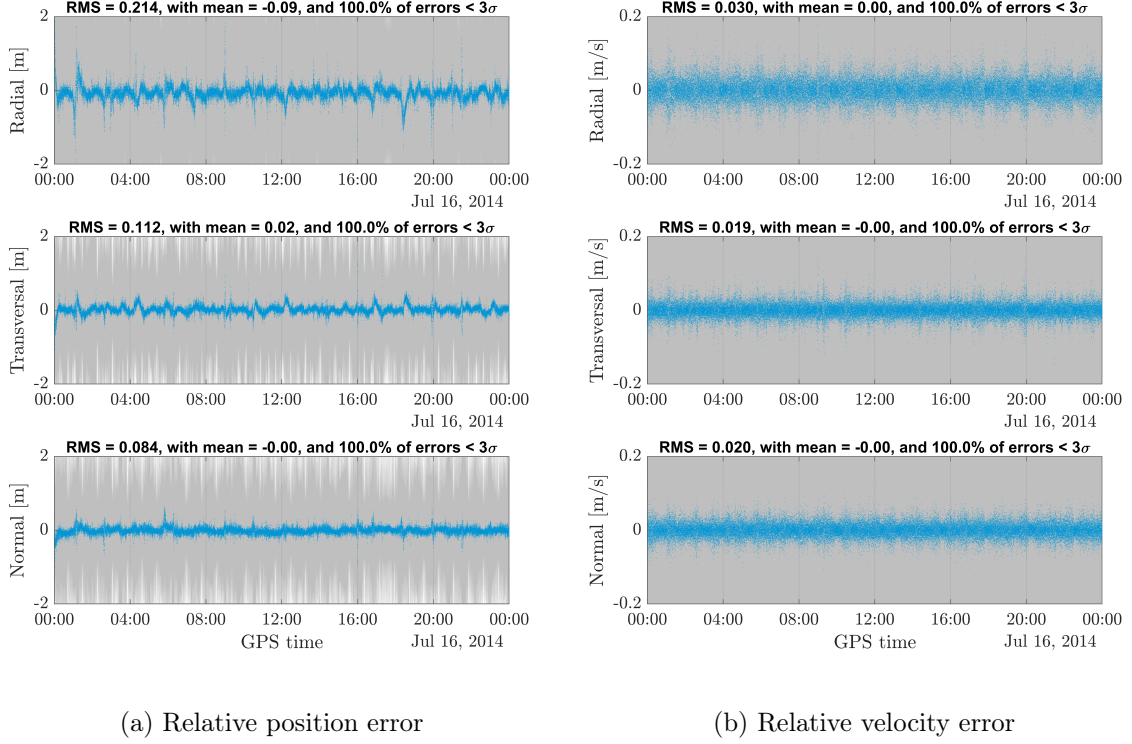 RMS = 0.214, with mean = -0.09, and 100.0% of errors < 3σ
Radial [m]
2
0
-2
00:00 04:00 08:00 12:00 16:00 20:00 00:00
Jul 16, 2014
RMS = 0.112, with mean = 0.02, and 100.0% of errors < 3σ
Transversal [m]
2
0
-2
00:00 04:00 08:00 12:00 16:00 20:00 00:00
Jul 16, 2014
RMS = 0.084, with mean = -0.00, and 100.0% of errors < 3σ
Normal [m]
2
0
-2
00:00 04:00 08:00 12:00 16:00 20:00 00:00
GPS time
Jul 16, 2014
(a) Relative position error
RMS = 0.030, with mean = 0.00, and 100.0% of errors < 3σ
Radial [m/s]
0.2
0
-0.2
00:00 04:00 08:00 12:00 16:00 20:00 00:00
Jul 16, 2014
RMS = 0.019, with mean = -0.00, and 100.0% of errors < 3σ
Transversal [m/s]
0.2
0
-0.2
00:00 04:00 08:00 12:00 16:00 20:00 00:00
Jul 16, 2014
RMS = 0.020, with mean = -0.00, and 100.0% of errors < 3σ
Normal [m/s]
0.2
0
-0.2
00:00 04:00 08:00 12:00 16:00 20:00 00:00
GPS time
Jul 16, 2014
(b) Relative velocity error